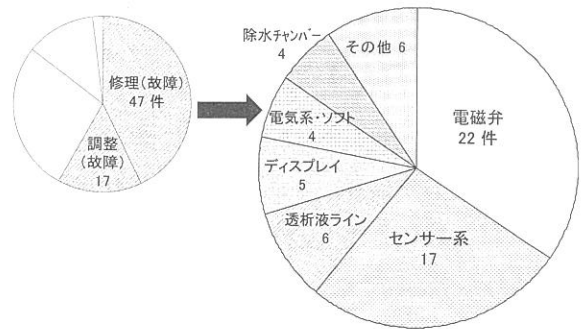 修理(故障)
47 件
調整
(故障)
17
除水チャンバー
4
その他 6
電磁弁
22 件
電気系・ソフト
4
ディスプレイ
5
透析液ライン
6
センサー系
17